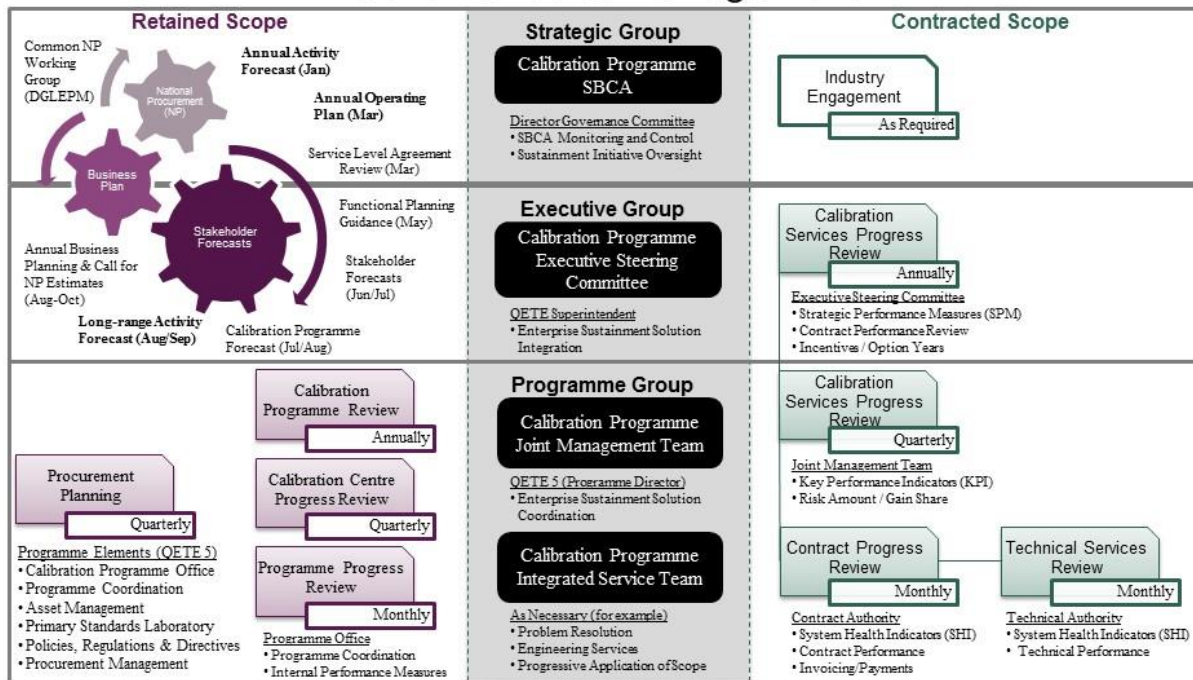 Retained Scope
Common NP
Working
Group
(DGLEPM)
National
Procurement
(NP)
Annual Activity
Forecast (Jan)
Annual Operating
Plan (Mar)
Service Level Agreement
Review (Mar)
Business
Plan
Stakeholder
Forecasts
Functional Planning
Guidance (May)
Stakeholder
Forecasts
(Jun/Jul)
Annual Business
Planning & Call for
NP Estimates
(Aug-Oct)
Long-range Activity
Forecast (Aug/Sep)
Calibration Programme
Forecast (Jul/Aug)
Procurement
Planning
Quarterly
Programme Elements (QETE 5)
• Calibration Programme Office
• Programme Coordination
• Asset Management
• Primary Standards Laboratory
• Policies, Regulations & Directives
• Procurement Management
Calibration
Programme Review
Annually
Calibration Centre
Progress Review
Quarterly
Programme Progress
Review
Monthly
Programme Office
• Programme Coordination
• Internal Performance Measures
Strategic Group
Calibration Programme
SBCA
Director Governance Committee
• SBCA Monitoring and Control
• Sustainment Initiative Oversight
Executive Group
Calibration Programme
Executive Steering
Committee
QETE Superintendent
• Enterprise Sustainment Solution
Integration
Programme Group
Calibration Programme
Joint Management Team
QETE 5 (Programme Director)
• Enterprise Sustainment Solution
Coordination
Calibration Programme
Integrated Service Team
As Necessary (for example)
• Problem Resolution
• Engineering Services
• Progressive Application of Scope
Contracted Scope
Industry
Engagement
As Required
Calibration
Services Progress
Review
Annually
Executive Steering Committee
• Strategic Performance Measures (SPM)
• Contract Performance Review
• Incentives / Option Years
Calibration
Services Progress
Review
Quarterly
Joint Management Team
• Key Performance Indicators (KPI)
• Risk Amount / Gain Share
Contract Progress
Review
Monthly
Contract Authority
• System Health Indicators (SHI)
• Contract Performance
• Invoicing/Payments
Technical Services
Review
Monthly
Technical Authority
• System Health Indicators (SHI)
• Technical Performance